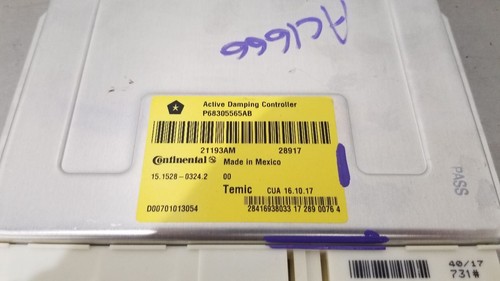 AC1666
Active Damping Controller
P68305565AB
21193AM 28917
Continental Made in Mexico
15.1528-0324.2 00
Temic CUA 16.10.17
D00701013054 28416938033 17 289 0076 4
PASS
40/17
731#